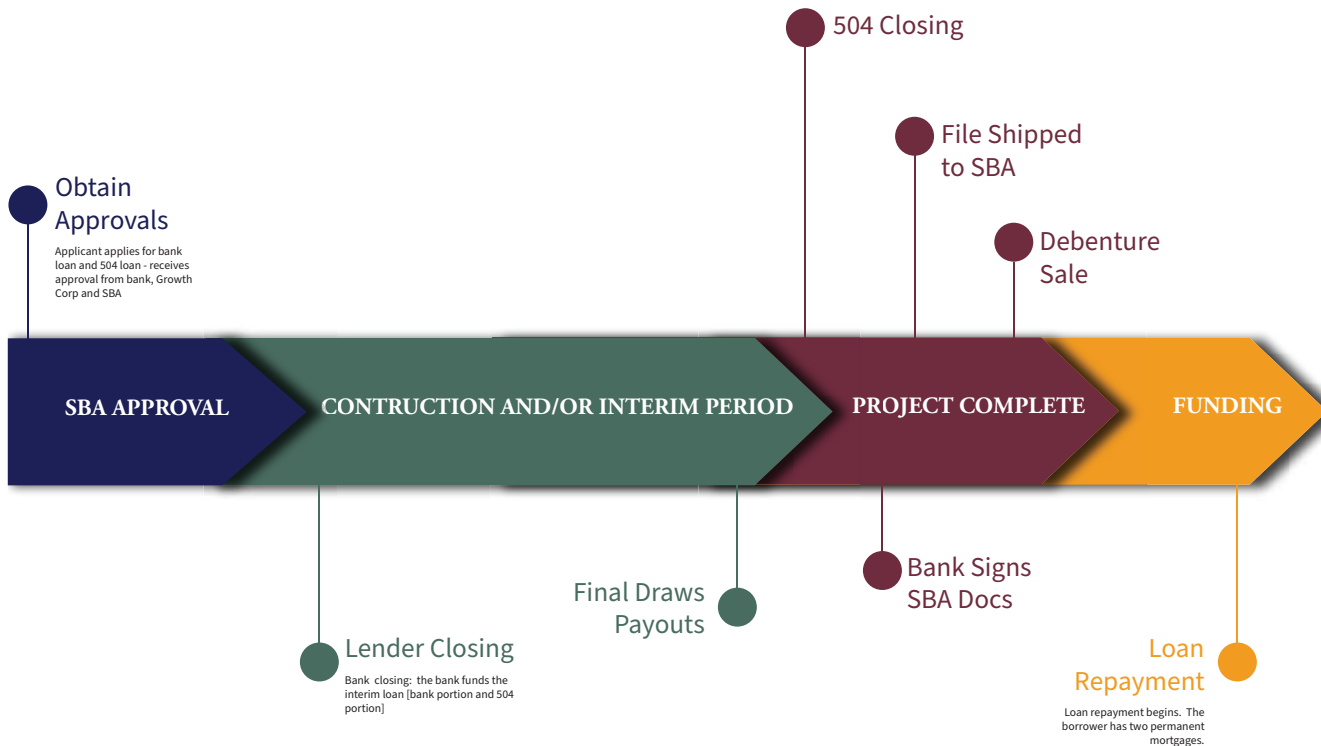 504 Closing
File Shipped
to SBA
Obtain
Approvals
Applicant applies for bank
loan and 504 loan - receives
approval from bank, Growth
Corp and SBA
Debenture
Sale
SBA APPROVAL
CONTRUCTION AND/OR INTERIM PERIOD
PROJECT COMPLETE
FUNDING
Bank Signs
SBA Docs
Final Draws
Payouts
Lender Closing
Bank closing: the bank funds the
interim loan [bank portion and 504
portion]
Loan
Repayment
Loan repayment begins. The
borrower has two permanent
mortgages.